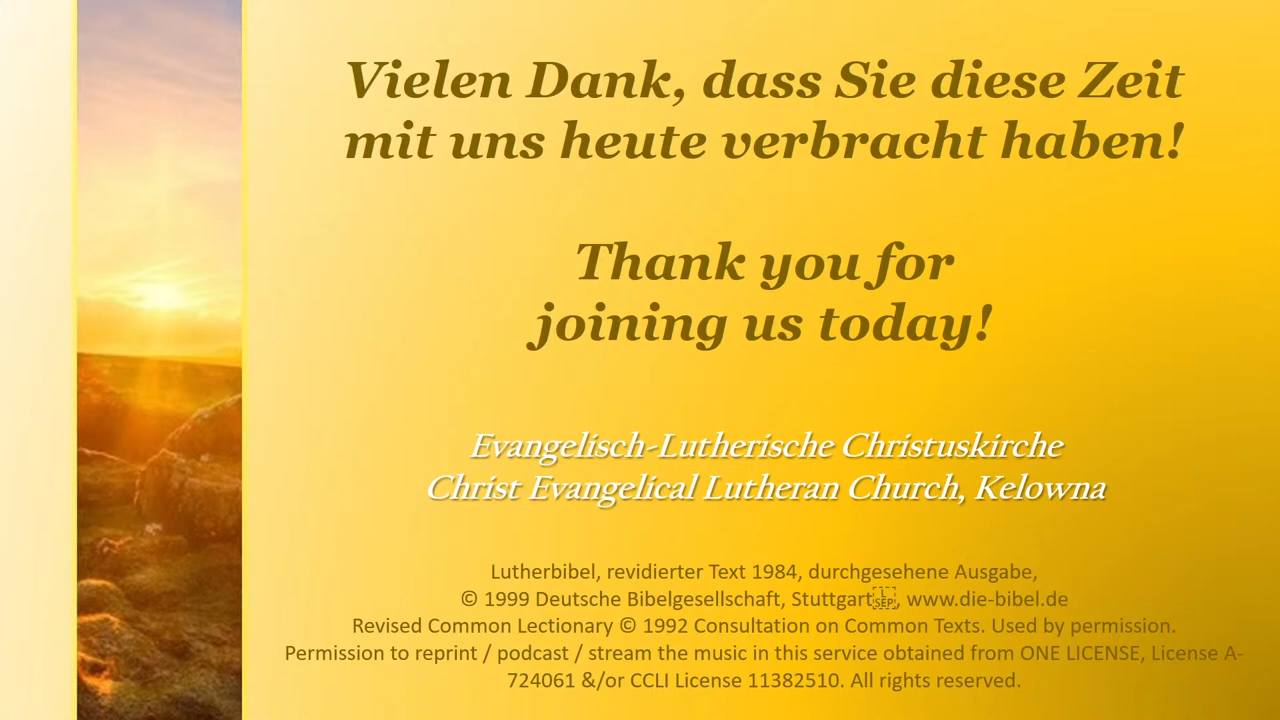 Vielen Dank, dass Sie diese Zeit
mit uns heute verbracht haben!
Thank you for
joining us today!
Evangelisch-Lutherische Christuskirche
Christ Evangelical Lutheran Church, Kelowna
Lutherbibel, revidierter Text 1984, durchgesehene Ausgabe,
© 1999 Deutsche Bibelgesellschaft, Stuttgart LSEP, www.die-bibel.de
Revised Common Lectionary © 1992 Consultation on Common Texts. Used by permission.
Permission to reprint / podcast / stream the music in this service obtained from ONE LICENSE, License A-
724061 &/or CCLI License 11382510. All rights reserved.